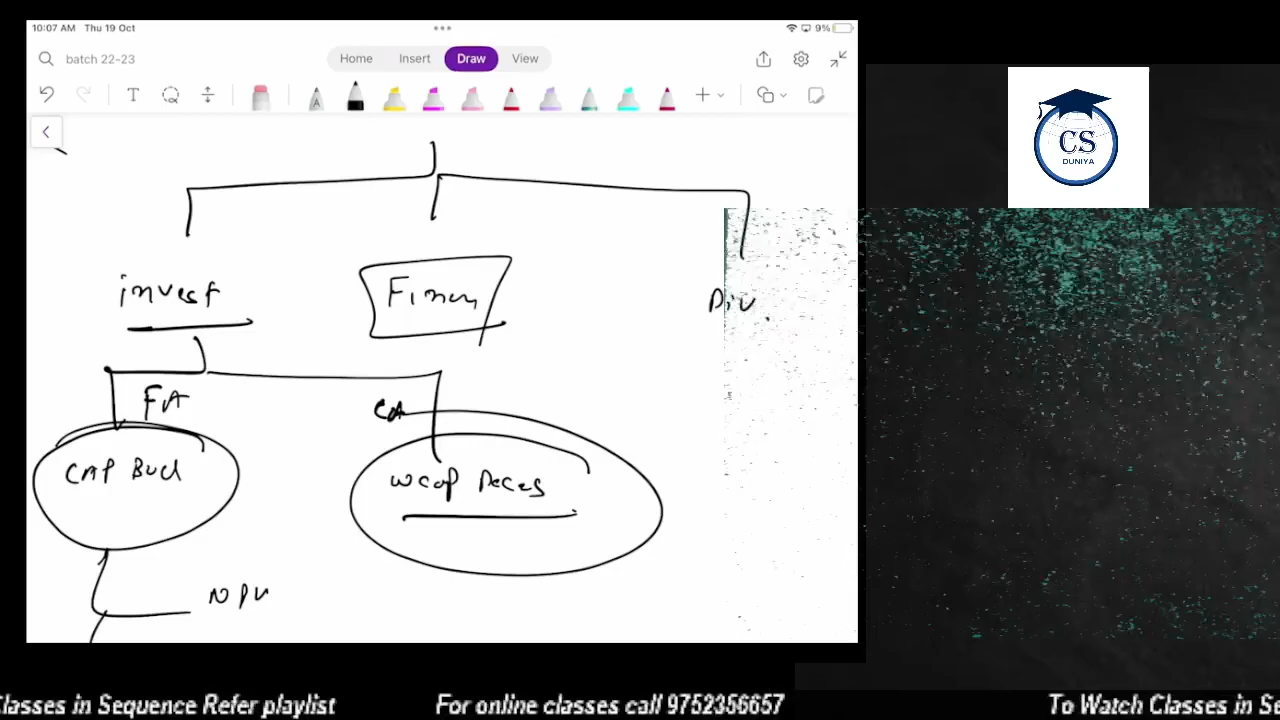 10:07 AM Thu 19 Oct
9%
batch 22-23
Home Insert Draw View
T
A
CS
DUNIYA
invest
Finan
Div.
FA
CA
CAP Bud
wcap Deces
NPV
Classes in Sequence Refer playlist For online classes call 9752356657 To Watch Classes in Se